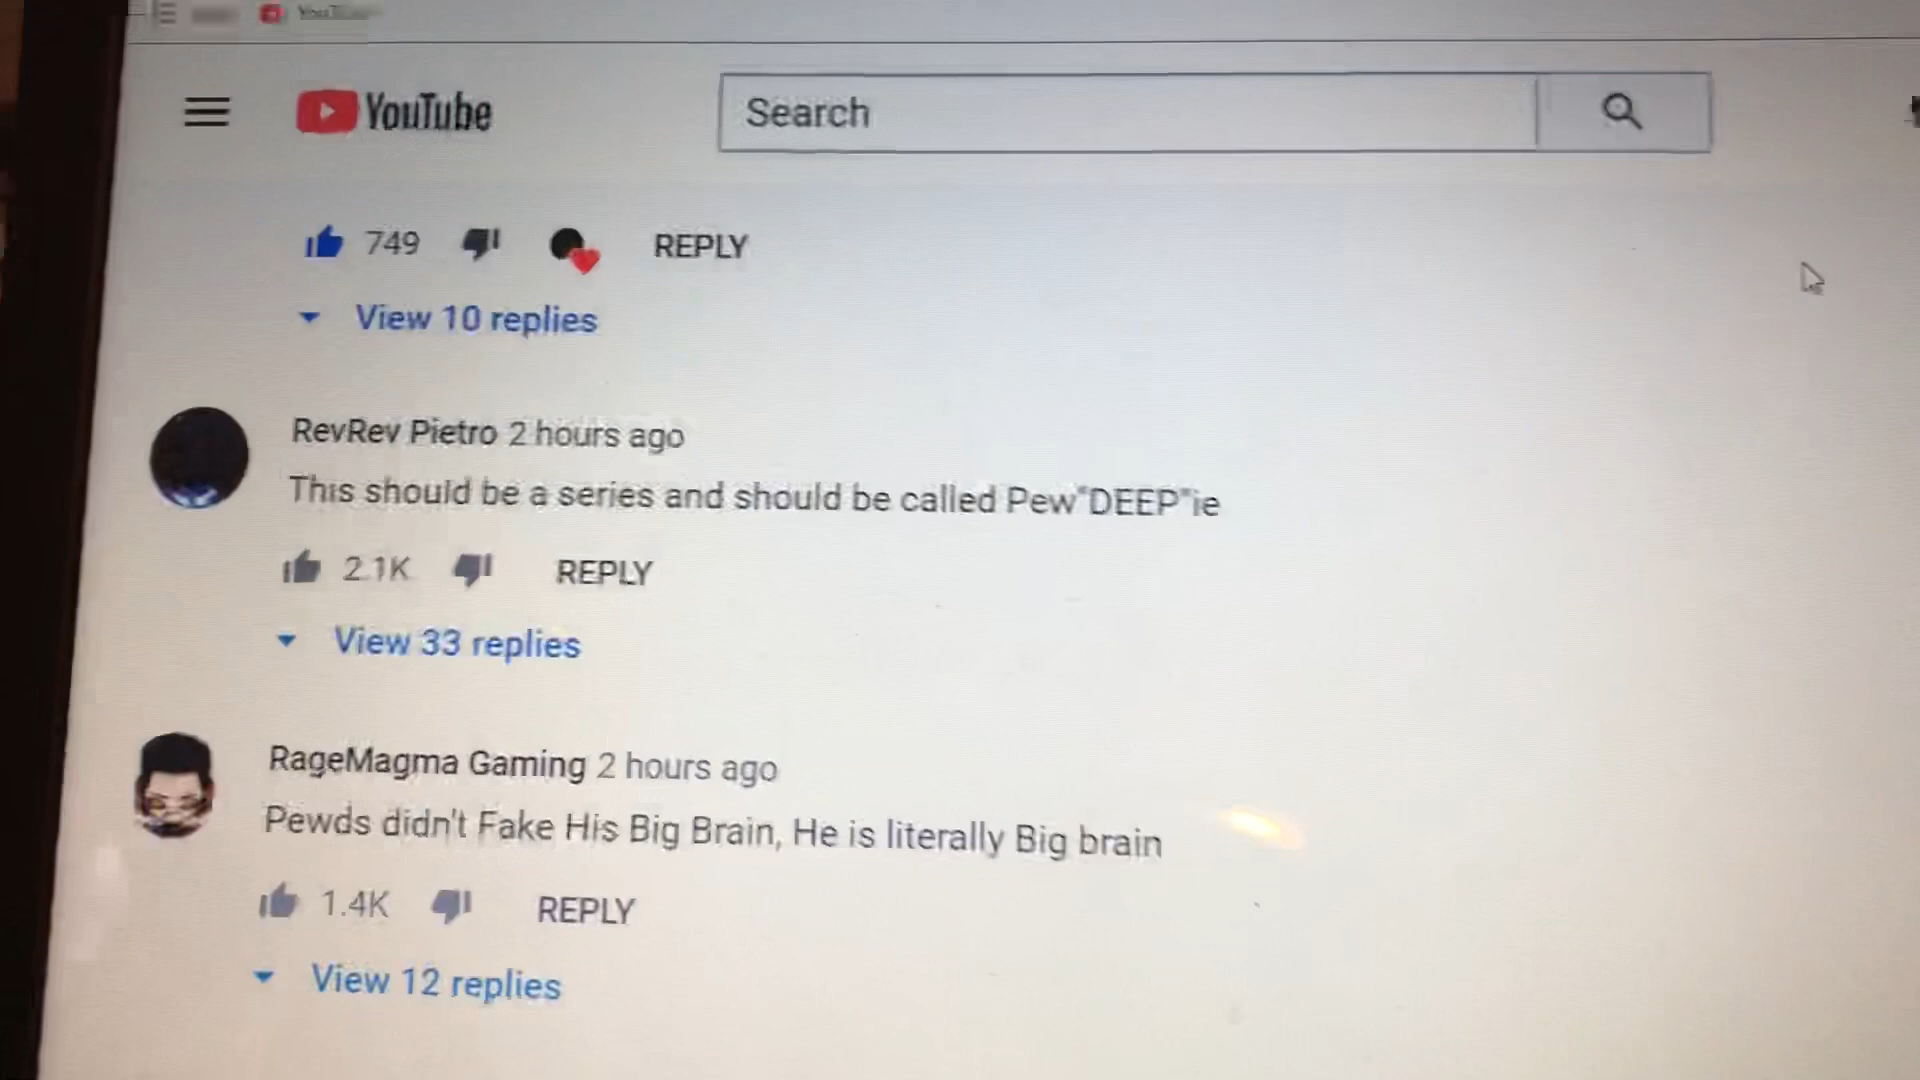 YouTube
Search
749 REPLY
View 10 replies
RevRev Pietro 2 hours ago
This should be a series and should be called Pew"DEEP"ie
2.1K REPLY
View 33 replies
RageMagma Gaming 2 hours ago
Pewds didn't Fake His Big Brain, He is literally Big brain
1.4K REPLY
View 12 replies